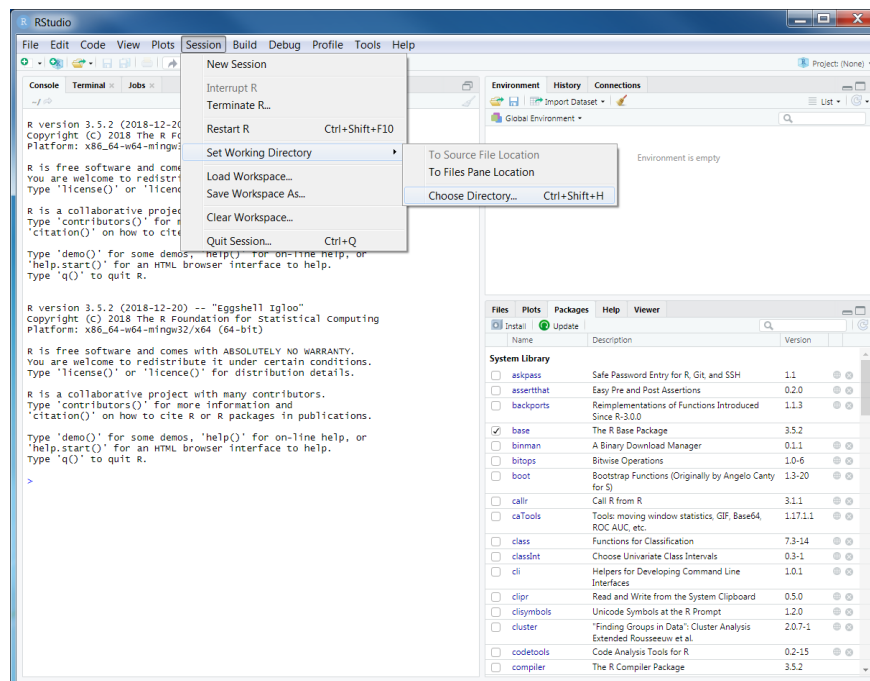 RStudio
File Edit Code View Plots Session Build Debug Profile Tools Help
Project: (None)
New Session
Interrupt R
Terminate R...
Restart R Ctrl+Shift+F10
Set Working Directory
Load Workspace...
Save Workspace As...
Clear Workspace...
Quit Session... Ctrl+Q
To Source File Location
To Files Pane Location
Choose Directory... Ctrl+Shift+H
Console Terminal Jobs
~/
R version 3.5.2 (2018-12-20
Copyright (C) 2018 The R Fo
Platform: x86_64-w64-mingw3
R is free software and come
You are welcome to redistri
Type 'license()' or 'licenc
R is a collaborative projec
Type 'contributors()' for m
'citation()' on how to cite
Type 'demo()' for some demos, 'help()' for on-line help, or
'help.start()' for an HTML browser interface to help.
Type 'q()' to quit R.
R version 3.5.2 (2018-12-20) -- "Eggshell Igloo"
Copyright (C) 2018 The R Foundation for Statistical Computing
Platform: x86_64-w64-mingw32/x64 (64-bit)
R is free software and comes with ABSOLUTELY NO WARRANTY.
You are welcome to redistribute it under certain conditions.
Type 'license()' or 'licence()' for distribution details.
R is a collaborative project with many contributors.
Type 'contributors()' for more information and
'citation()' on how to cite R or R packages in publications.
Type 'demo()' for some demos, 'help()' for on-line help, or
'help.start()' for an HTML browser interface to help.
Type 'q()' to quit R.
>
Environment History Connections
Import Dataset List
Global Environment
Environment is empty
Files Plots Packages Help Viewer
Install Update
Name Description Version
System Library
askpass Safe Password Entry for R, Git, and SSH 1.1
assertthat Easy Pre and Post Assertions 0.2.0
backports Reimplementations of Functions Introduced 1.1.3
Since R-3.0.0
base The R Base Package 3.5.2
binman A Binary Download Manager 0.1.1
bitops Bitwise Operations 1.0-6
boot Bootstrap Functions (Originally by Angelo Canty 1.3-20
for S)
callr Call R from R 3.1.1
caTools Tools: moving window statistics, GIF, Base64, 1.17.1.1
ROC AUC, etc.
class Functions for Classification 7.3-14
classInt Choose Univariate Class Intervals 0.3-1
cli Helpers for Developing Command Line 1.0.1
Interfaces
clipr Read and Write from the System Clipboard 0.5.0
clisymbols Unicode Symbols at the R Prompt 1.2.0
cluster "Finding Groups in Data": Cluster Analysis 2.0.7-1
Extended Rousseeuw et al.
codetools Code Analysis Tools for R 0.2-15
compiler The R Compiler Package 3.5.2